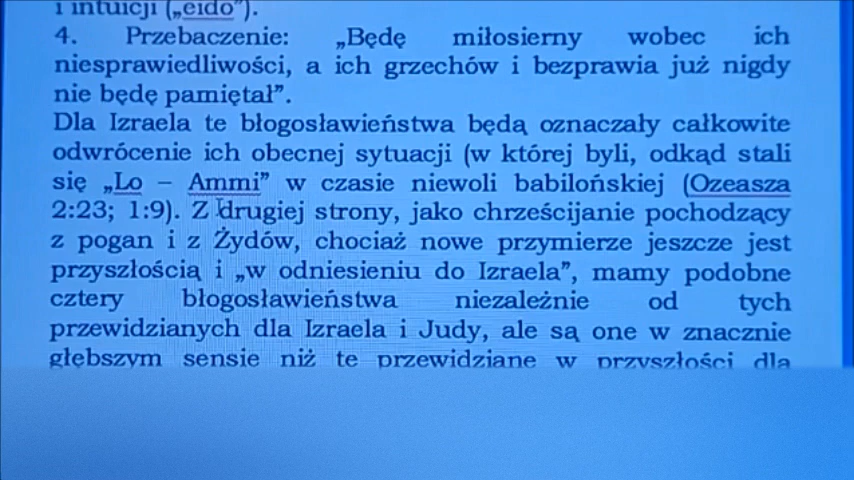 i intuicji („eido”).
4. Przebaczenie: „Będę miłosierny wobec ich
niesprawiedliwości, a ich grzechów i bezprawia już nigdy
nie będę pamiętał”.
Dla Izraela te błogosławieństwa będą oznaczały całkowite
odwrócenie ich obecnej sytuacji (w której byli, odkąd stali
się „Lo – Ammi” w czasie niewoli babilońskiej (Ozeasza
2:23; 1:9). Z drugiej strony, jako chrześcijanie pochodzący
z pogan i z Żydów, chociaż nowe przymierze jeszcze jest
przyszłością i „w odniesieniu do Izraela”, mamy podobne
cztery błogosławieństwa niezależnie od tych
przewidzianych dla Izraela i Judy, ale są one w znacznie
głębszym sensie niż te przewidziane w przyszłości dla